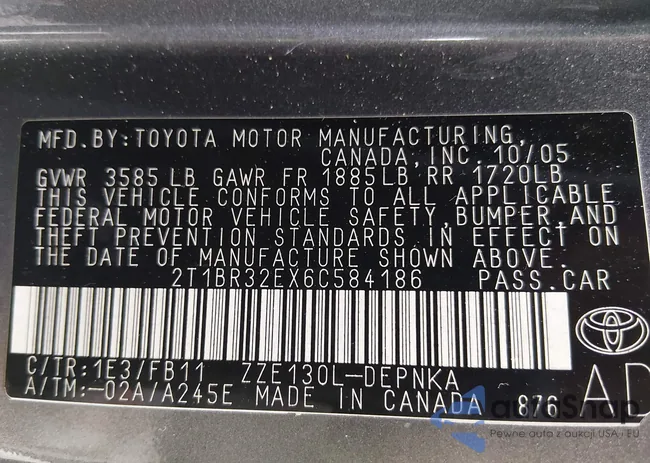 MFD.BY:TOYOTA MOTOR MANUFACTURING,
CANADA,INC.10/05
GVWR 3585LB GAWR FR 1885LB RR 1720LB
THIS VEHICLE CONFORMS TO ALL APPLICABLE
FEDERAL MOTOR VEHICLE SAFETY,BUMPER,AND
THEFT PREVENTION STANDARDS IN EFFECT ON
THE DATE OF MANUFACTURE SHOWN ABOVE.
2T1BR32EX6C584186 PASS.CAR
C/TR:1E3/FB11 ZZE130L-DEPNKA
A/TM:-02A/A245E MADE IN CANADA 876 AD
autaShop
Pewne auta z aukcji USA i EU